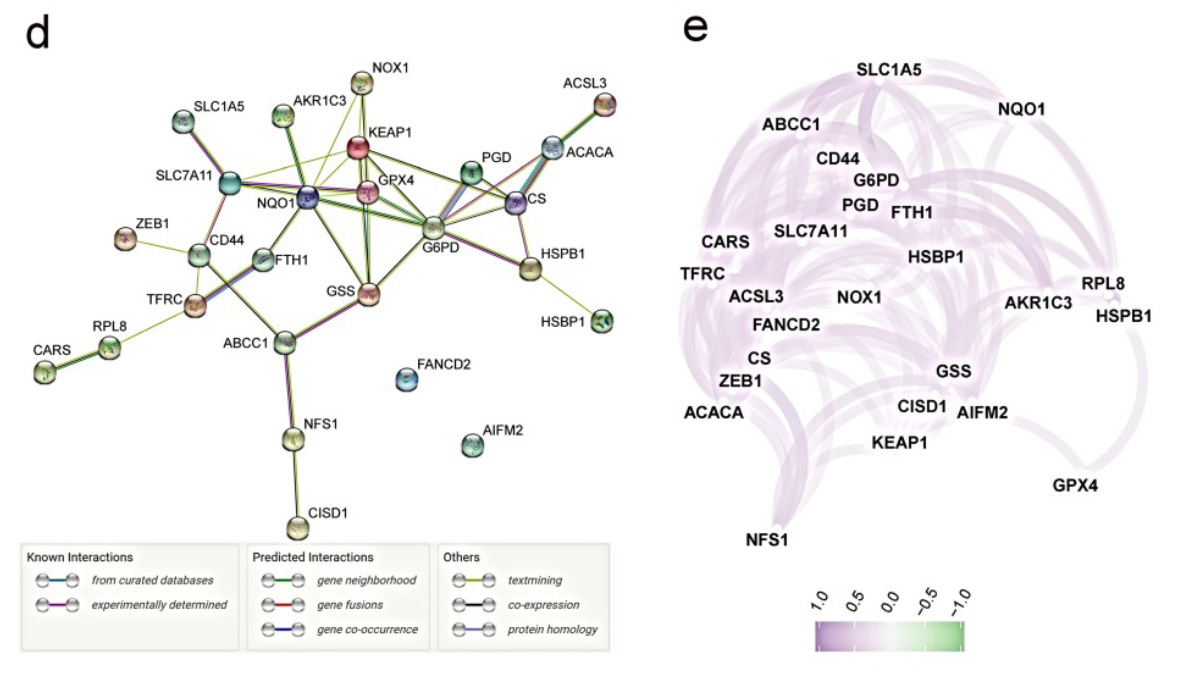 d
NOX1
ACSL3
SLC1A5
AKR1C3
KEAP1
ACACA
PGD
SLC7A11
GPX4
NQO1
CS
ZEB1
CD44
G6PD
FTH1
HSPB1
TFRC
GSS
RPL8
HSBP1
ABCC1
CARS
FANCD2
NFS1
AIFM2
CISD1
Known Interactions
from curated databases
experimentally determined
Predicted Interactions
gene neighborhood
gene fusions
gene co-occurrence
Others
textmining
co-expression
protein homology
e
SLC1A5
NQO1
ABCC1
CD44
G6PD
PGD
FTH1
SLC7A11
CARS
HSBP1
TFRC
RPL8
ACSL3
NOX1
AKR1C3
HSPB1
FANCD2
CS
GSS
ZEB1
CISD1
AIFM2
ACACA
KEAP1
GPX4
NFS1
1.0 0.5 0.0 −0.5 −1.0